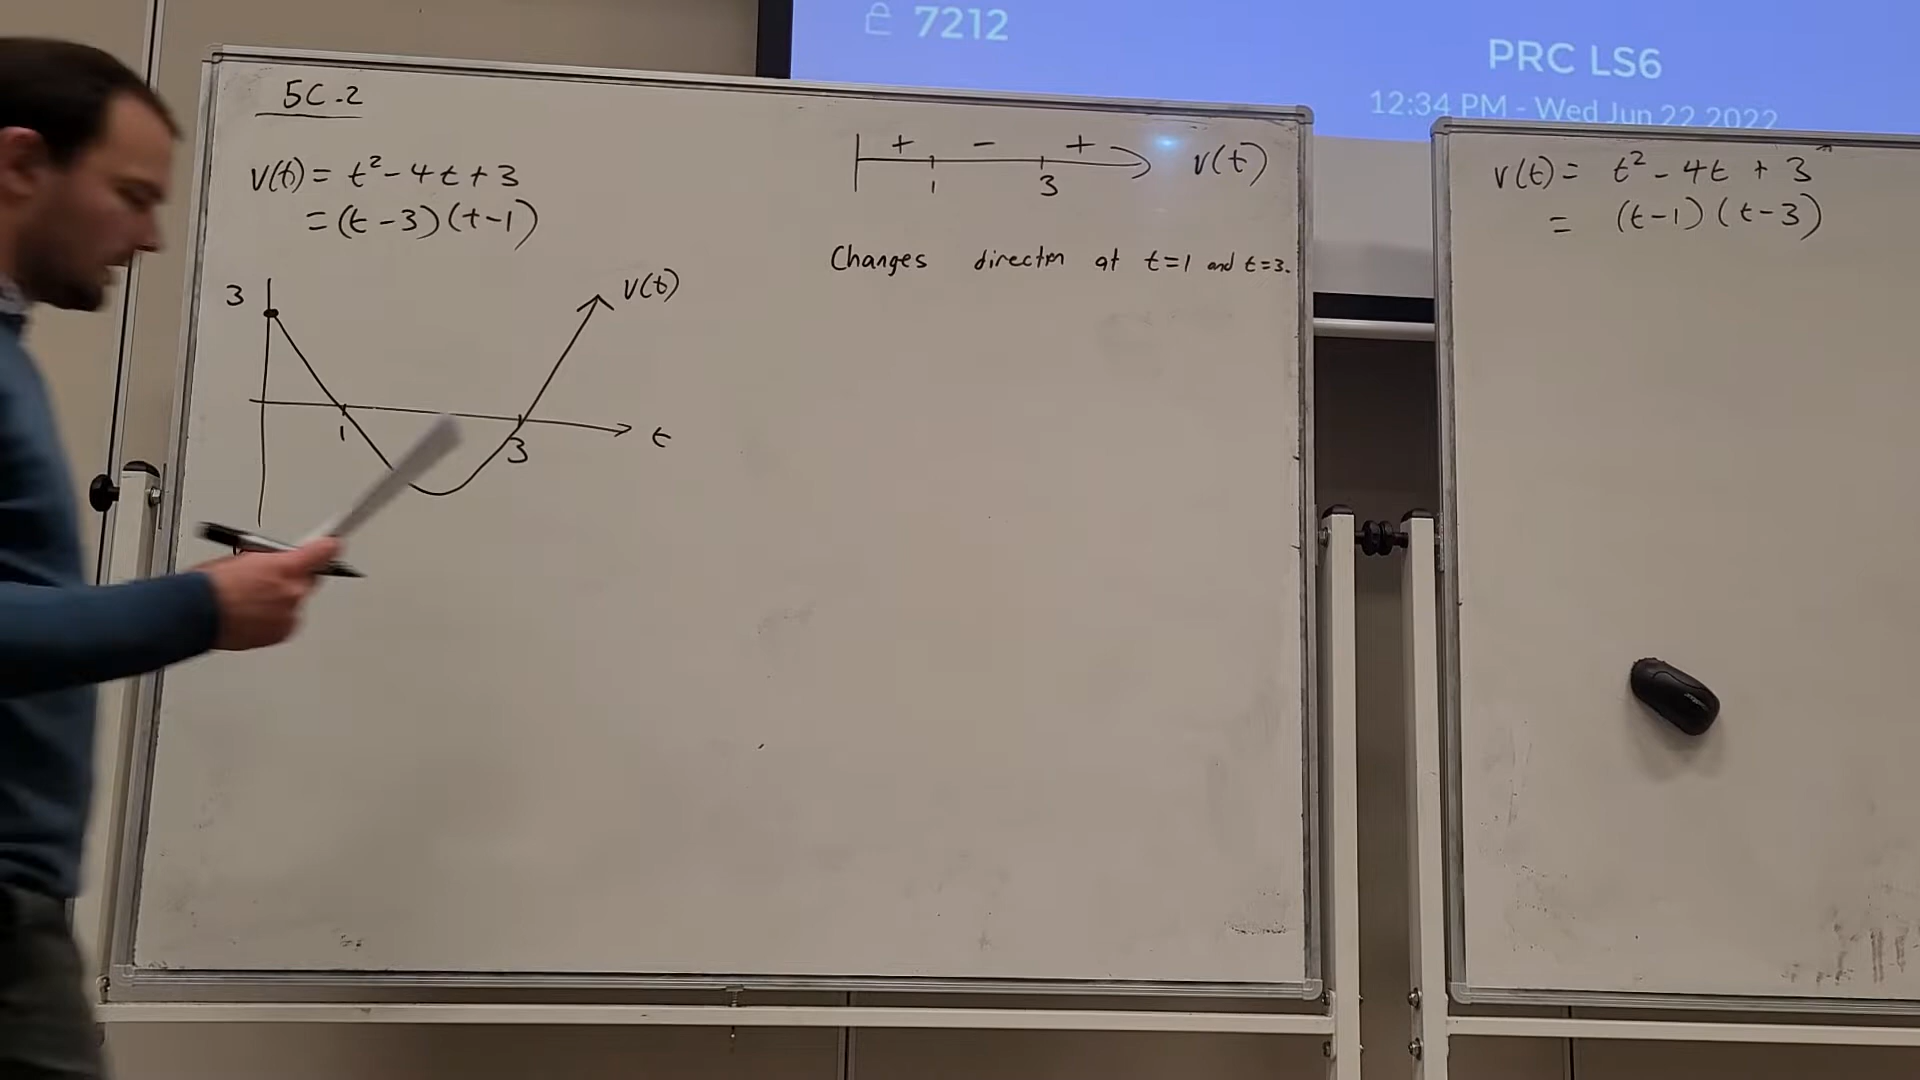 7212
PRC LS6
12:34 PM - Wed Jun 22 2022
5C.2
v(t) = t² - 4t + 3
= (t - 3)(t - 1)
3
v(t)
1
3
t
+ - +
1 3
v(t)
Changes directm at t=1 and t=3.
v(t) = t² - 4t + 3
= (t - 1)(t - 3)